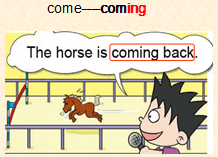 come----coming
The horse is coming back.